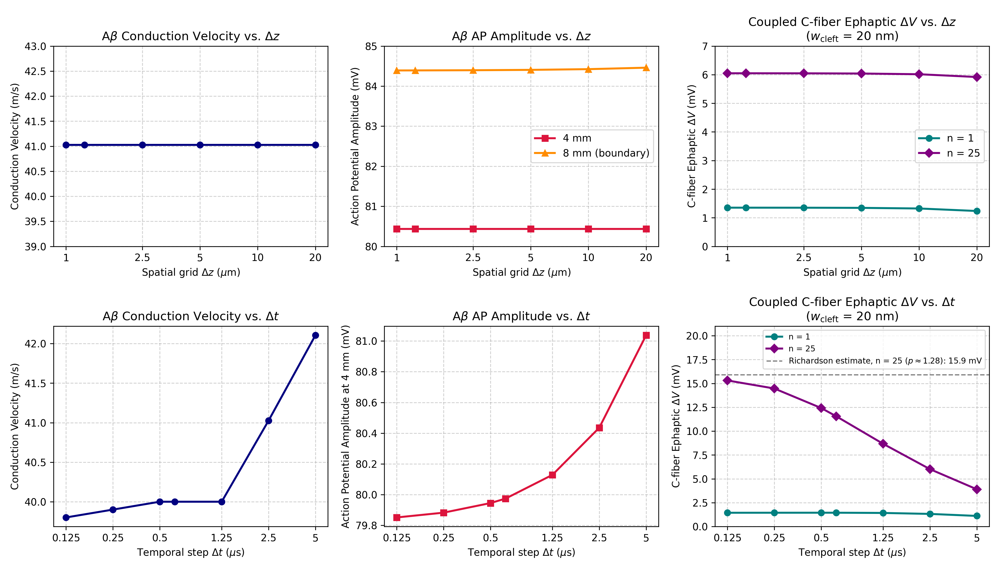 Aβ Conduction Velocity vs. Δz
43.0
42.5
42.0
41.5
41.0
40.5
40.0
39.5
39.0
Conduction Velocity (m/s)
1
2.5
5
10
20
Spatial grid Δz (μm)
Aβ AP Amplitude vs. Δz
85
84
83
82
81
80
Action Potential Amplitude (mV)
4 mm
8 mm (boundary)
1
2.5
5
10
20
Spatial grid Δz (μm)
Coupled C-fiber Ephaptic ΔV vs. Δz
(w_cleft = 20 nm)
7
6
5
4
3
2
1
0
C-fiber Ephaptic ΔV (mV)
n = 1
n = 25
1
2.5
5
10
20
Spatial grid Δz (μm)
Aβ Conduction Velocity vs. Δt
42.0
41.5
41.0
40.5
40.0
Conduction Velocity (m/s)
0.125
0.25
0.5
1.25
2.5
5
Temporal step Δt (μs)
Aβ AP Amplitude vs. Δt
81.0
80.8
80.6
80.4
80.2
80.0
79.8
Action Potential Amplitude at 4 mm (mV)
0.125
0.25
0.5
1.25
2.5
5
Temporal step Δt (μs)
Coupled C-fiber Ephaptic ΔV vs. Δt
(w_cleft = 20 nm)
20.0
17.5
15.0
12.5
10.0
7.5
5.0
2.5
0.0
C-fiber Ephaptic ΔV (mV)
n = 1
n = 25
Richardson estimate, n = 25 (p ≈ 1.28): 15.9 mV
0.125
0.25
0.5
1.25
2.5
5
Temporal step Δt (μs)